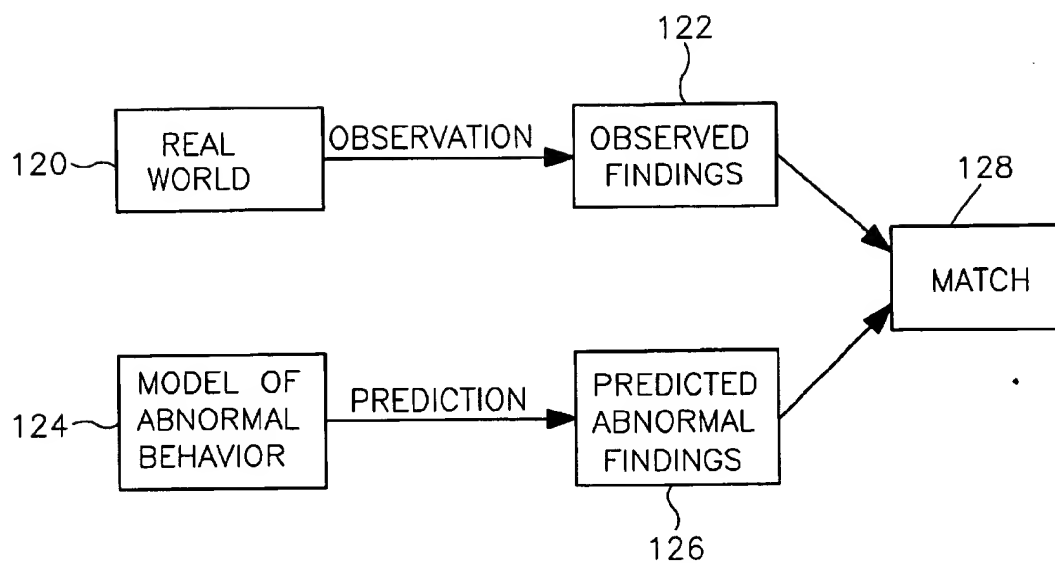 122
REAL
WORLD
120
OBSERVATION
OBSERVED
FINDINGS
128
MATCH
MODEL OF
ABNORMAL
BEHAVIOR
124
PREDICTION
PREDICTED
ABNORMAL
FINDINGS
126